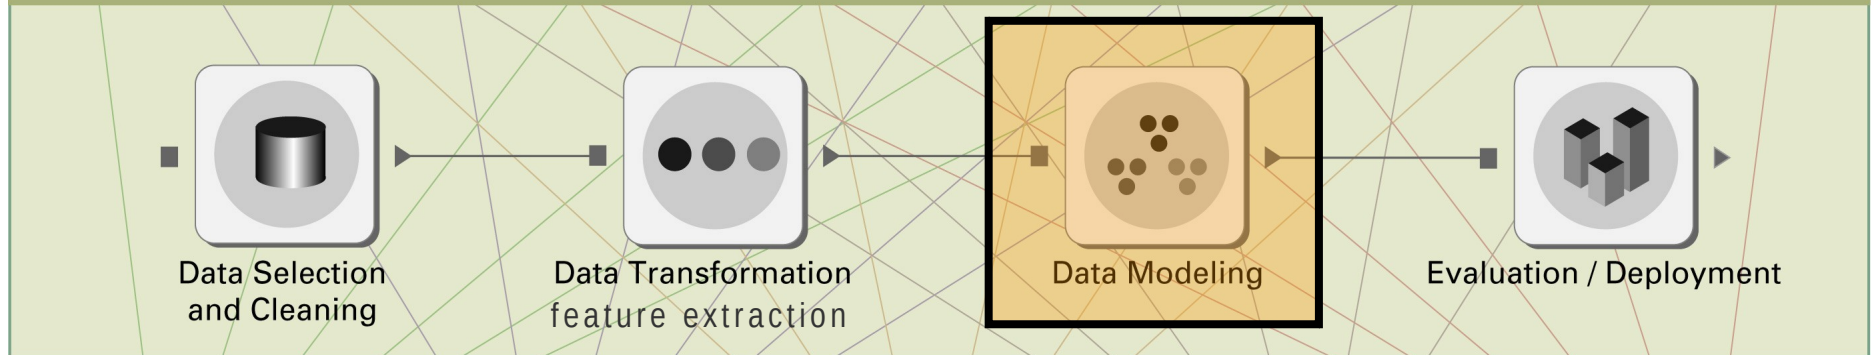 Data Selection
and Cleaning
Data Transformation
feature extraction
Data Modeling
Evaluation / Deployment